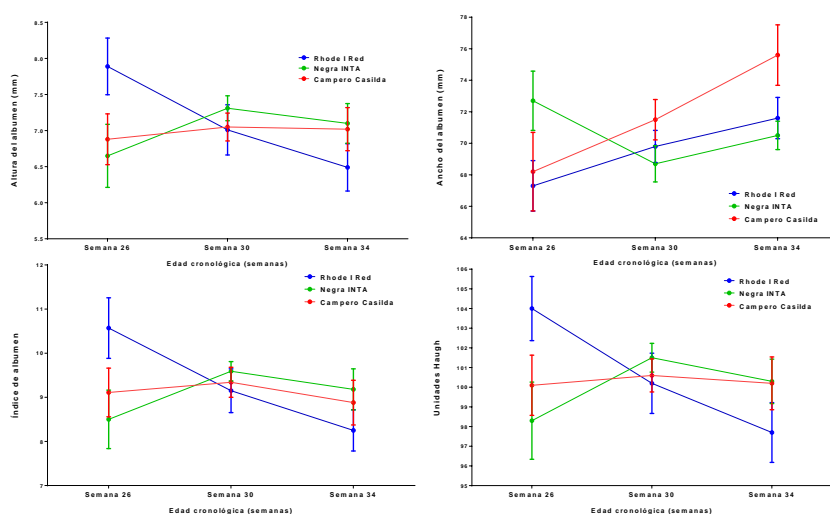 8.5
8.0
7.5
7.0
6.5
6.0
5.5
Altura del albumen (mm)
Rhode I Red
Negra INTA
Campero Casilda
Semana 26
Semana 30
Semana 34
Edad cronológica (semanas)
78
76
74
72
70
68
66
64
Ancho del albumen (mm)
Rhode I Red
Negra INTA
Campero Casilda
Semana 26
Semana 30
Semana 34
Edad cronológica (semanas)
12
11
10
9
8
7
Índice de albumen
Rhode I Red
Negra INTA
Campero Casilda
Semana 26
Semana 30
Semana 34
Edad cronológica (semanas)
106
105
104
103
102
101
100
99
98
97
96
95
Unidades Haugh
Rhode I Red
Negra INTA
Campero Casilda
Semana 26
Semana 30
Semana 34
Edad cronológica (semanas)